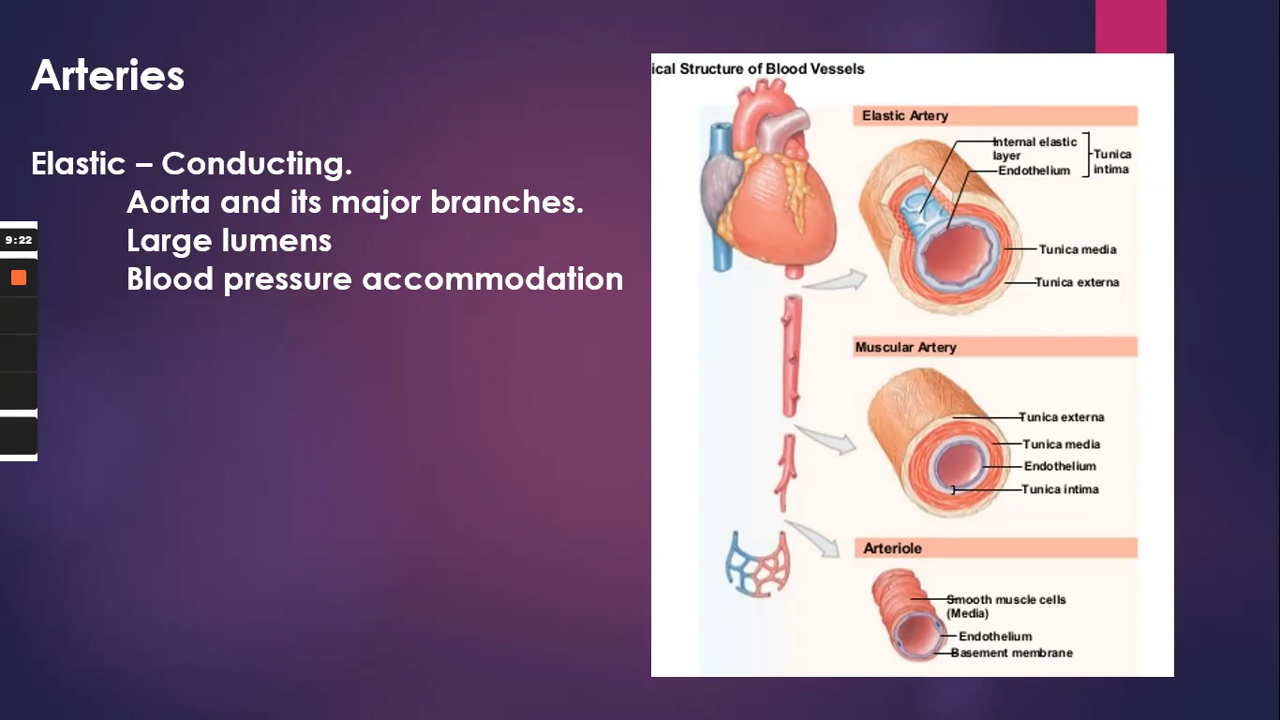 Arteries
Elastic – Conducting.
Aorta and its major branches.
Large lumens
Blood pressure accommodation
9:22
ical Structure of Blood Vessels
Elastic Artery
Internal elastic
layer
Endothelium
Tunica
intima
Tunica media
Tunica externa
Muscular Artery
Tunica externa
Tunica media
Endothelium
Tunica intima
Arteriole
Smooth muscle cells
(Media)
Endothelium
Basement membrane